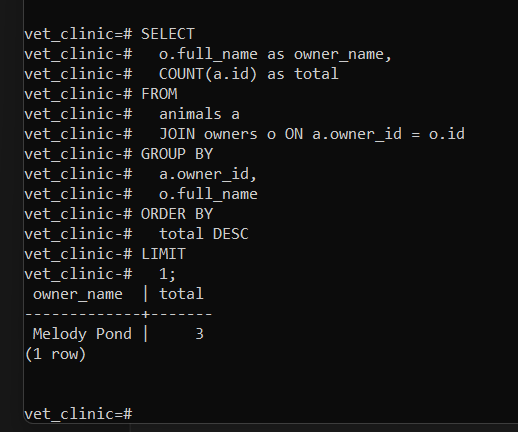 vet_clinic=# SELECT
vet_clinic-#   o.full_name as owner_name,
vet_clinic-#   COUNT(a.id) as total
vet_clinic-# FROM
vet_clinic-#   animals a
vet_clinic-#   JOIN owners o ON a.owner_id = o.id
vet_clinic-# GROUP BY
vet_clinic-#   a.owner_id,
vet_clinic-#   o.full_name
vet_clinic-# ORDER BY
vet_clinic-#   total DESC
vet_clinic-# LIMIT
vet_clinic-#   1;
 owner_name  | total
-------------+-------
 Melody Pond |     3
(1 row)
vet_clinic=#